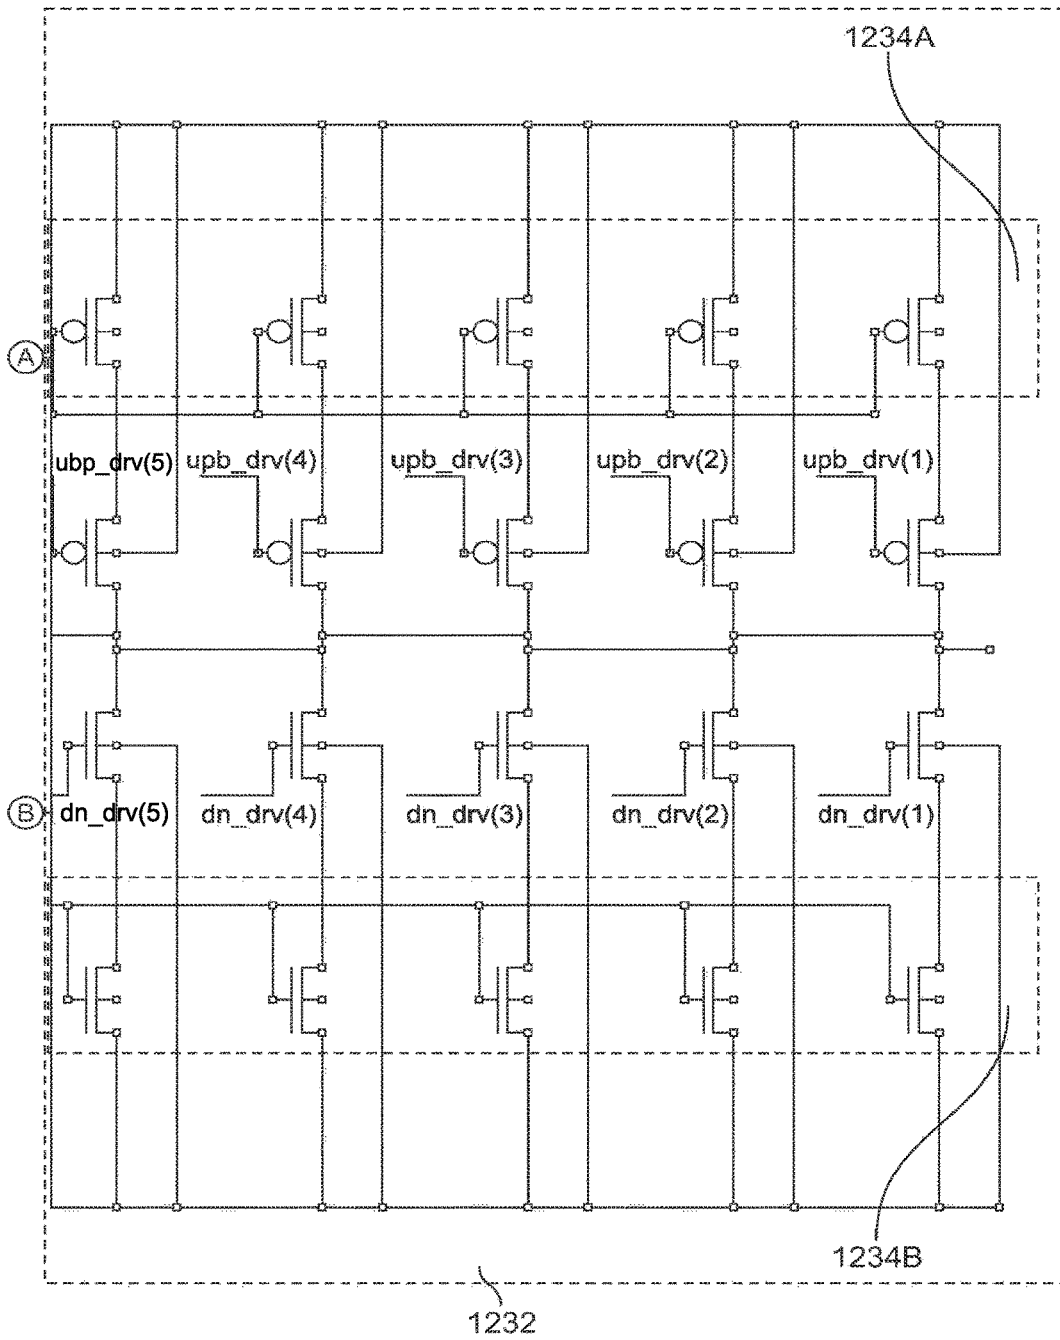 1234A
A
ubp_drv(5) upb_drv(4) upb_drv(3) upb_drv(2) upb_drv(1)
B dn_drv(5) dn_drv(4) dn_drv(3) dn_drv(2) dn_drv(1)
1234B
1232